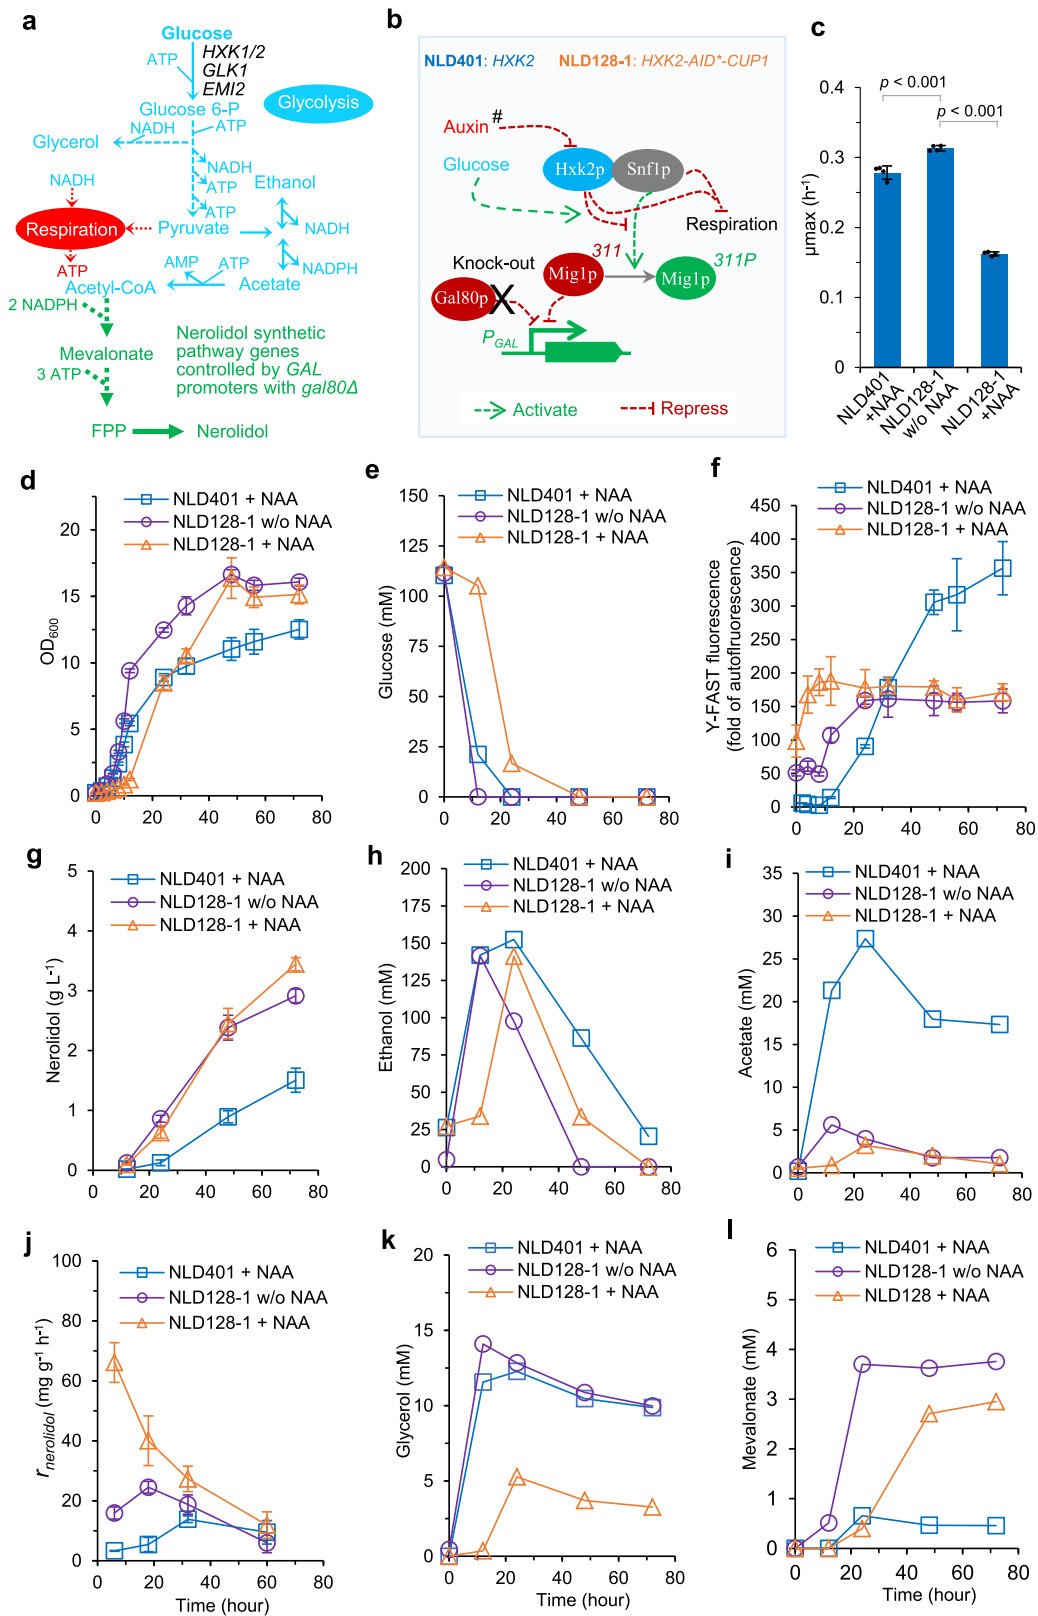 a
Glucose
HXK1/2
GLK1
EMI2
ATP
Glucose 6-P
Glycolysis
NADH
ATP
Glycerol
NADH
ATP
Ethanol
NADH
ATP
Respiration
Pyruvate
NADH
ATP
AMP
ATP
NADPH
Acetyl-CoA
Acetate
2 NADPH
Mevalonate
3 ATP
Nerolidol synthetic
pathway genes
controlled by GAL
promoters with gal80Δ
FPP
Nerolidol
b
NLD401: HXK2
NLD128-1: HXK2-AID*-CUP1
Auxin #
Glucose
Hxk2p
Snf1p
Respiration
Knock-out
311
311P
Mig1p
Mig1p
Gal80p
X
PGAL
Activate
Repress
c
p < 0.001
p < 0.001
µmax (h-1)
0.4
0.3
0.2
0.1
0
NLD401
+NAA
NLD128-1
w/o NAA
NLD128-1
+NAA
d
NLD401 + NAA
NLD128-1 w/o NAA
NLD128-1 + NAA
OD600
25
20
15
10
5
0
0 20 40 60 80
e
NLD401 + NAA
NLD128-1 w/o NAA
NLD128-1 + NAA
Glucose (mM)
150
125
100
75
50
25
0
0 20 40 60 80
f
NLD401 + NAA
NLD128-1 w/o NAA
NLD128-1 + NAA
Y-FAST fluorescence
(fold of autofluorescence)
450
400
350
300
250
200
150
100
50
0
0 20 40 60 80
g
NLD401 + NAA
NLD128-1 w/o NAA
NLD128-1 + NAA
Nerolidol (g L-1)
5
4
3
2
1
0
0 20 40 60 80
h
NLD401 + NAA
NLD128-1 w/o NAA
NLD128-1 + NAA
Ethanol (mM)
200
175
150
125
100
75
50
25
0
0 20 40 60 80
i
NLD401 + NAA
NLD128-1 w/o NAA
NLD128-1 + NAA
Acetate (mM)
35
30
25
20
15
10
5
0
0 20 40 60 80
j
NLD401 + NAA
NLD128-1 w/o NAA
NLD128-1 + NAA
rnerolidol (mg g-1 h-1)
100
80
60
40
20
0
0 20 40 60 80
Time (hour)
k
NLD401 + NAA
NLD128-1 w/o NAA
NLD128-1 + NAA
Glycerol (mM)
20
15
10
5
0
0 20 40 60 80
Time (hour)
l
NLD401 + NAA
NLD128-1 w/o NAA
NLD128 + NAA
Mevalonate (mM)
6
5
4
3
2
1
0
0 20 40 60 80
Time (hour)